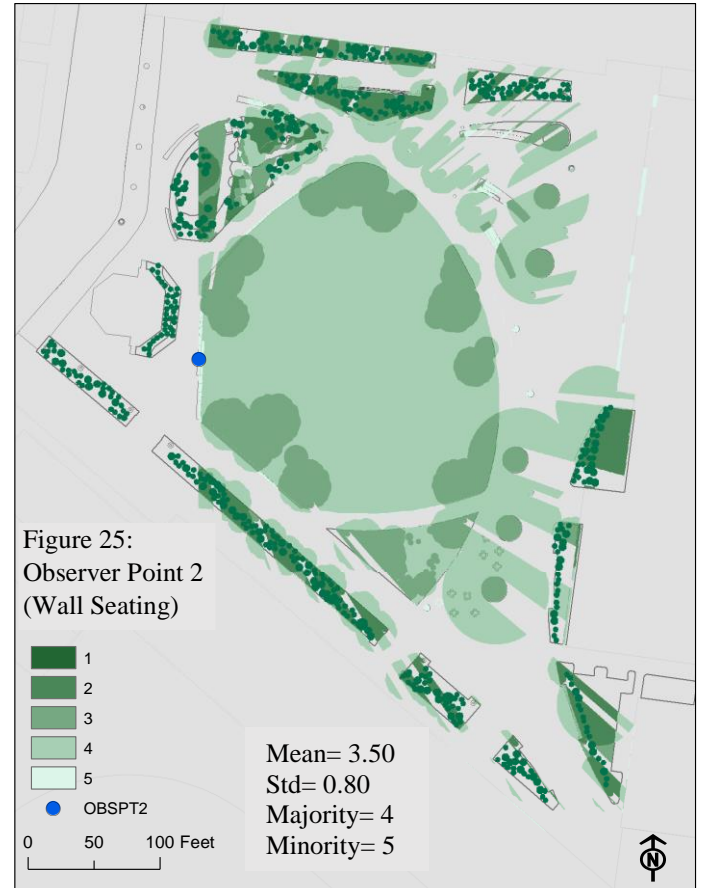 Figure 25:
Observer Point 2
(Wall Seating)
1
2
3
4
5
OBSPT2
0 50 100 Feet
Mean= 3.50
Std= 0.80
Majority= 4
Minority= 5
N